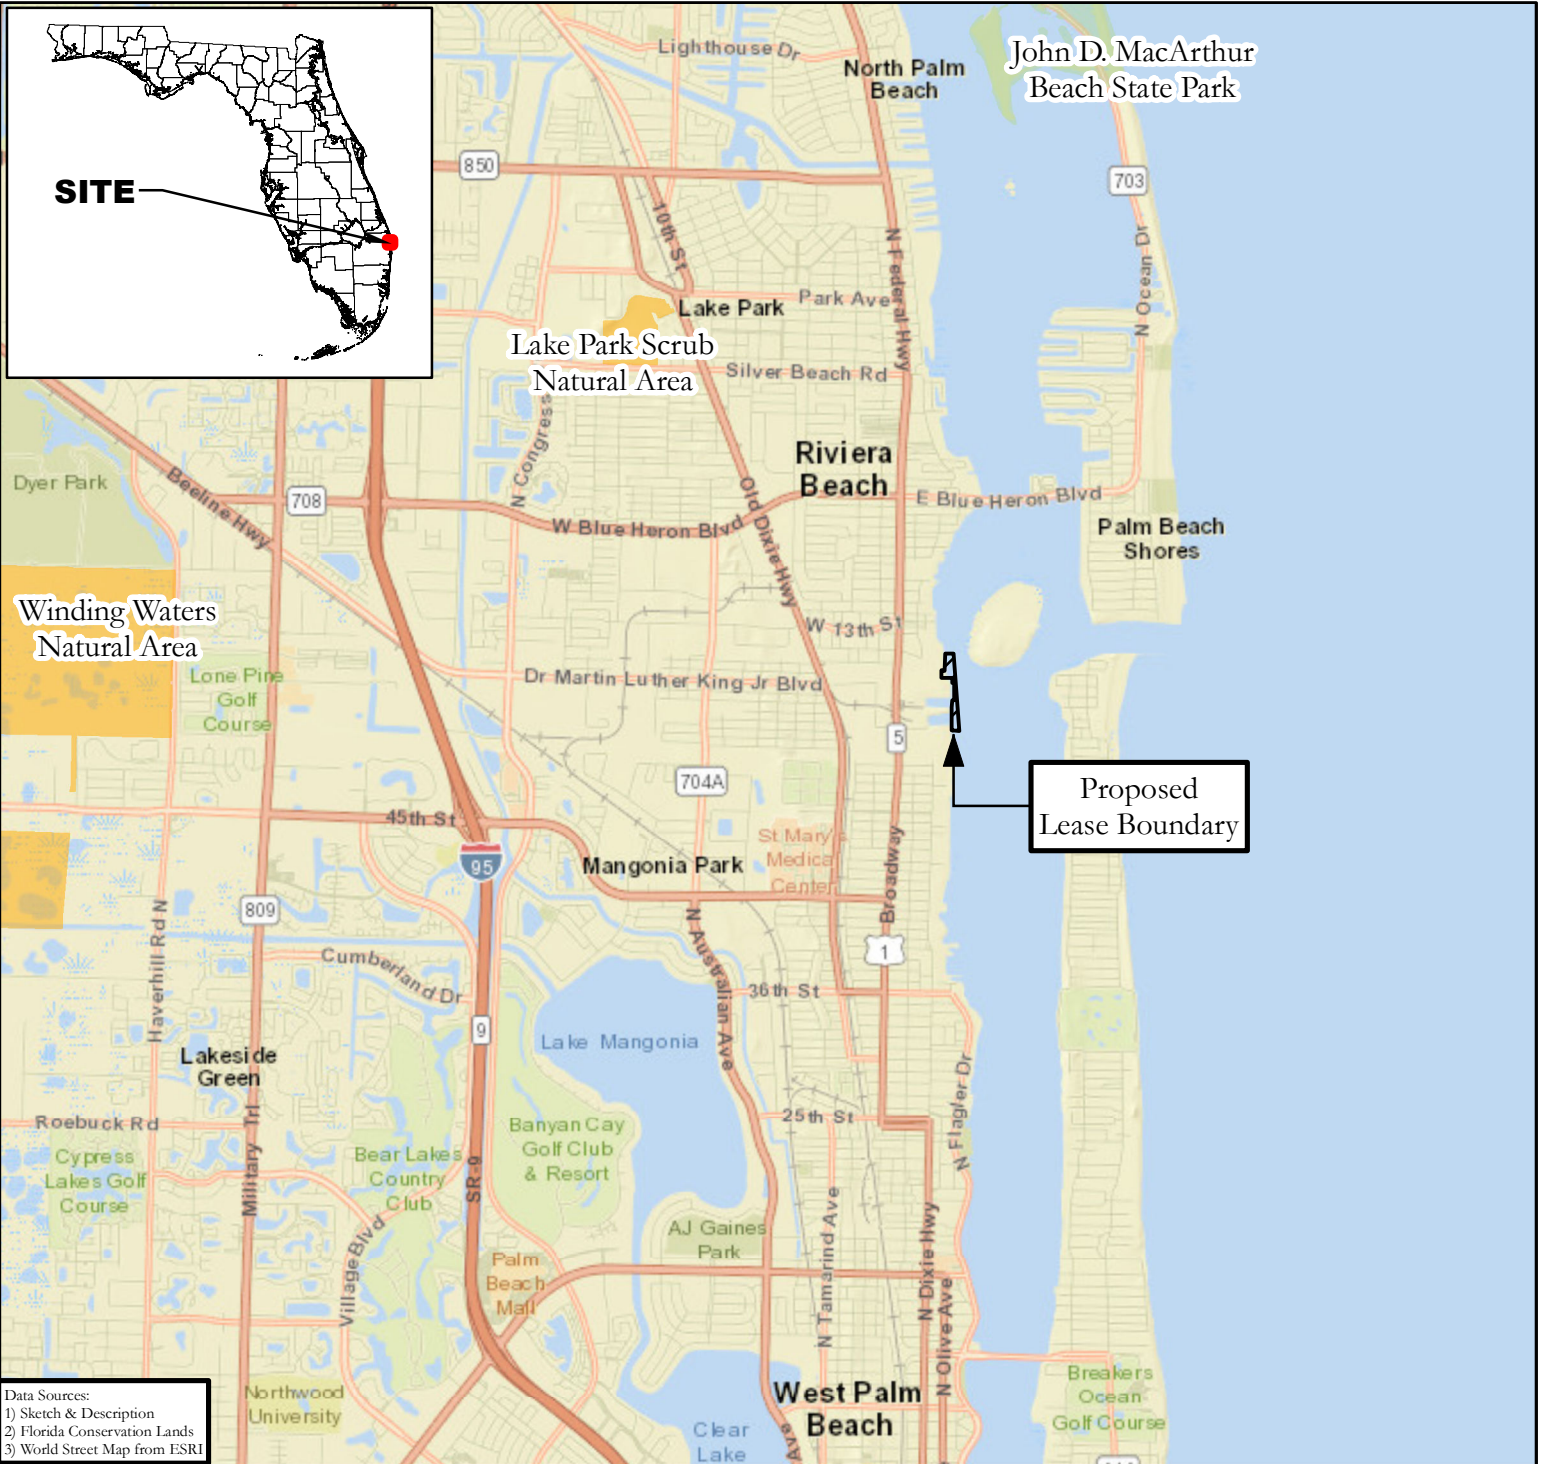 SITE
Lighthouse Dr
North Palm
Beach
John D. MacArthur
Beach State Park
850
703
10th St
N Federal Hwy
N Ocean Dr
Lake Park
Park Ave
Lake Park Scrub
Natural Area
Silver Beach Rd
N Congress
Riviera
Beach
Dyer Park
Beeline Hwy
708
W Blue Heron Blvd
Old Dixie Hwy
E Blue Heron Blvd
Palm Beach
Shores
Winding Waters
Natural Area
W 13th St
Lone Pine
Golf
Course
Dr Martin Luther King Jr Blvd
5
704A
Proposed
Lease Boundary
45th St
95
Mangonia Park
St Mary's
Medical
Center
Broadway
809
Haverhill Rd N
N Australian Ave
1
Cumberland Dr
36th St
9
Lake Mangonia
Lakeside
Green
N Flagler Dr
Roebuck Rd
Military Trl
25th St
Banyan Cay
Golf Club
& Resort
Cypress
Lakes Golf
Course
Bear Lakes
Country
Club
SR-9
Village Blvd
AJ Gaines
Park
N Tamarind Ave
N Dixie Hwy
Palm
Beach
Mall
N Olive Ave
Northwood
University
West Palm
Beach
Breakers
Ocean
Golf Course
Clear
Lake
Ave
Data Sources:
1) Sketch & Description
2) Florida Conservation Lands
3) World Street Map from ESRI